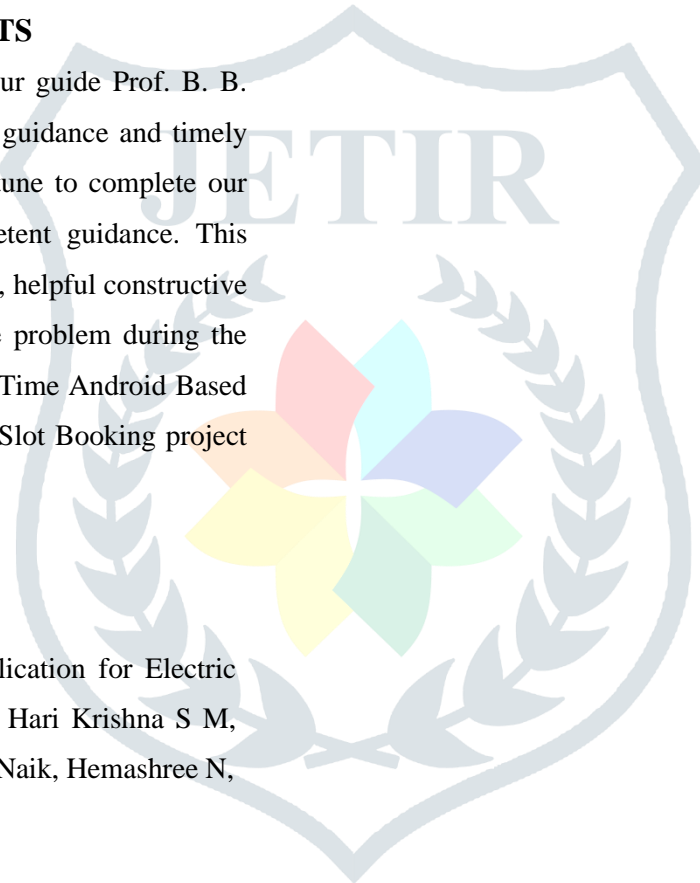 TS
ur guide Prof. B. B.
guidance and timely
tune to complete our
etent guidance. This
, helpful constructive
problem during the
Time Android Based
Slot Booking project
JETIR
lication for Electric
Hari Krishna S M,
Naik, Hemashree N,